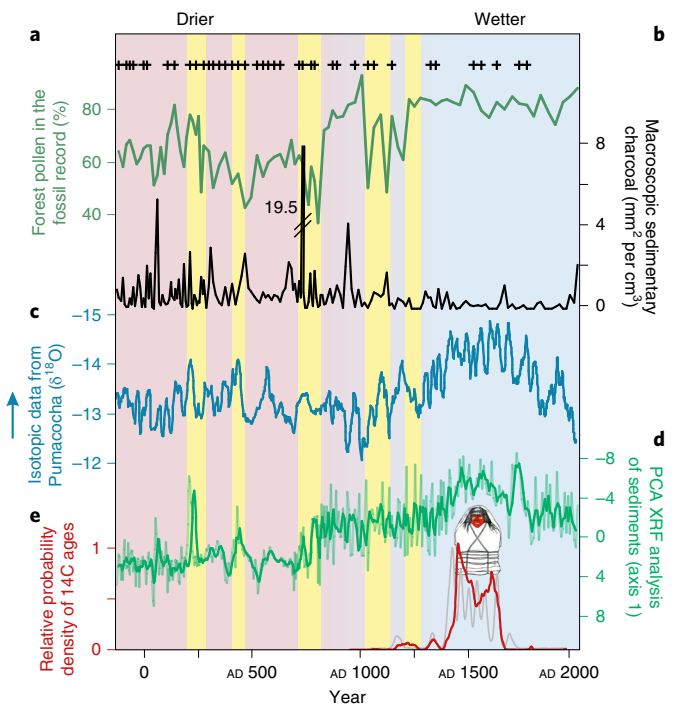 Drier
Wetter
a
b
80
60
40
Forest pollen in the
fossil record (%)
19.5
8
4
0
Macroscopic sedimentary
charcoal (mm² per cm³)
c
–15
–14
–13
–12
Isotopic data from
Pumacocha (δ¹⁸O)
d
–8
–4
0
4
8
PCA XRF analysis
of sediments (axis 1)
e
1
0
Relative probability
density of 14C ages
0
AD 500
AD 1000
AD 1500
AD 2000
Year